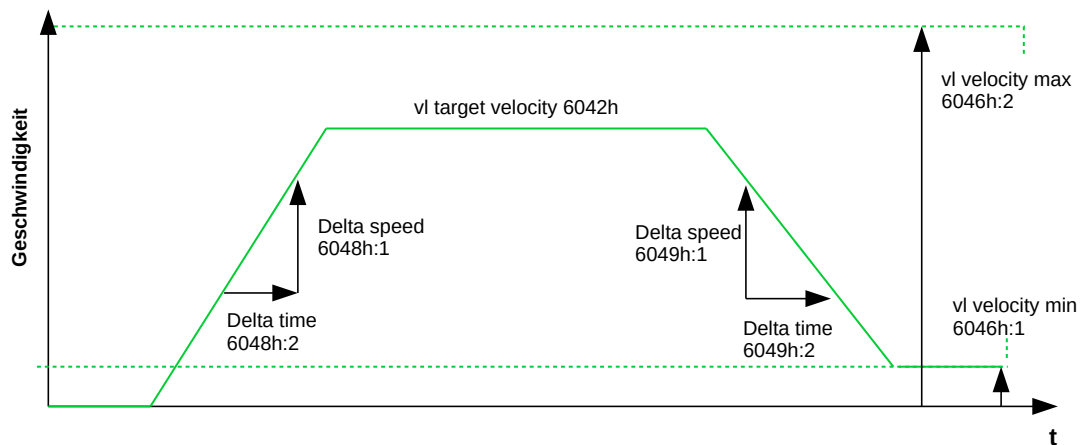 Geschwindigkeit
vl target velocity 6042h
vl velocity max
6046h:2
Delta speed
6048h:1
Delta time
6048h:2
Delta speed
6049h:1
Delta time
6049h:2
vl velocity min
6046h:1
t